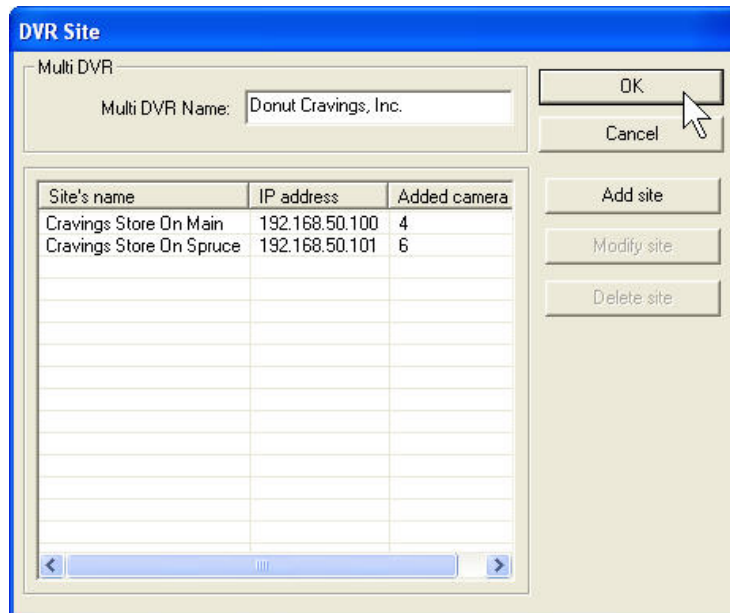 DVR Site
Multi DVR
Multi DVR Name: Donut Cravings, Inc.
OK
Cancel
Site's name IP address Added camera
Cravings Store On Main 192.168.50.100 4
Cravings Store On Spruce 192.168.50.101 6
Add site
Modify site
Delete site